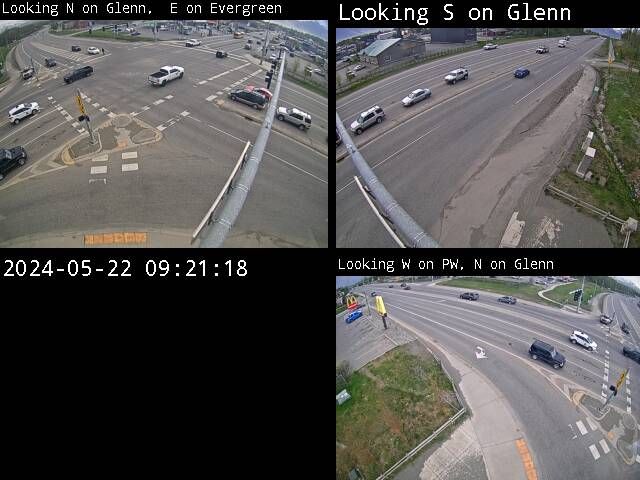 Looking N on Glenn,  E on Evergreen
Looking S on Glenn
2024-05-22 09:21:18
Looking W on PW, N on Glenn